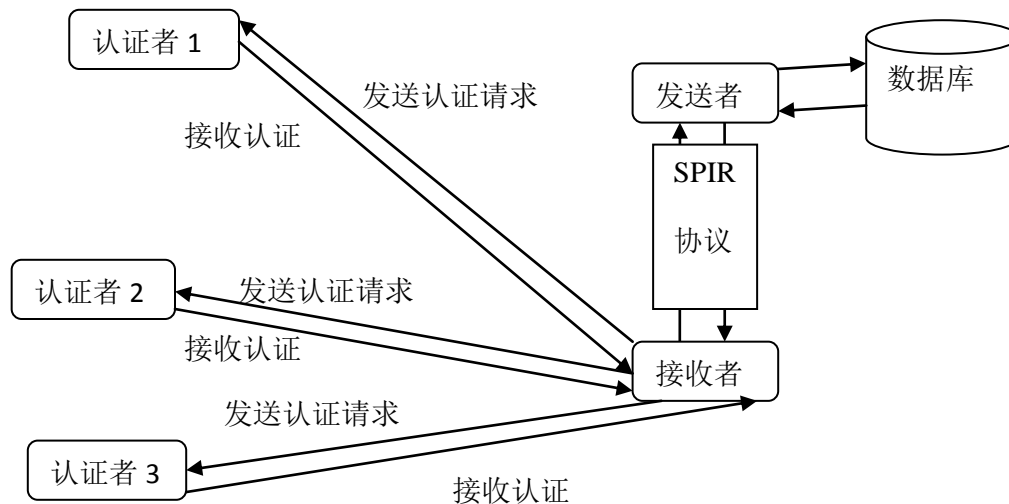 认证者 1
发送认证请求
接收认证
发送者
数据库
SPIR
协议
认证者 2
发送认证请求
接收认证
接收者
发送认证请求
认证者 3
接收认证